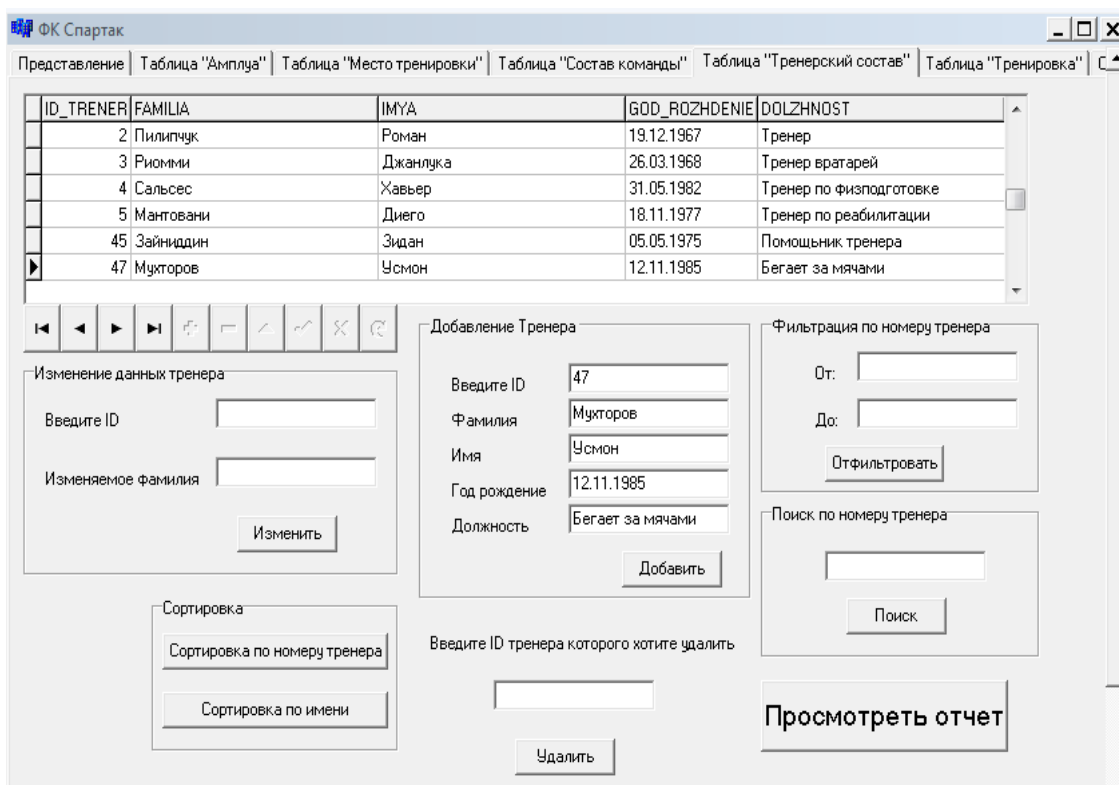 ФК Спартак
Представление Таблица "Амплуа" Таблица "Место тренировки" Таблица "Состав команды" Таблица "Тренерский состав" Таблица "Тренировка"
ID_TRENER FAMILIA IMYA GOD_ROZHDENIE DOLZHNOST
2 Пилипчук Роман 19.12.1967 Тренер
3 Риомми Джанлука 26.03.1968 Тренер вратарей
4 Сальсес Хавьер 31.05.1982 Тренер по физподготовке
5 Мантовани Диего 18.11.1977 Тренер по реабилитации
45 Зайниддин Зидан 05.05.1975 Помощьник тренера
47 Мухторов Усмон 12.11.1985 Бегает за мячами
Изменение данных тренера
Введите ID
Изменяемое фамилия
Изменить
Добавление Тренера
Введите ID 47
Фамилия Мухторов
Имя Усмон
Год рождение 12.11.1985
Должность Бегает за мячами
Добавить
Фильтрация по номеру тренера
От:
До:
Отфильтровать
Поиск по номеру тренера
Поиск
Сортировка
Сортировка по номеру тренера
Сортировка по имени
Введите ID тренера которого хотите удалить
Удалить
Просмотреть отчет